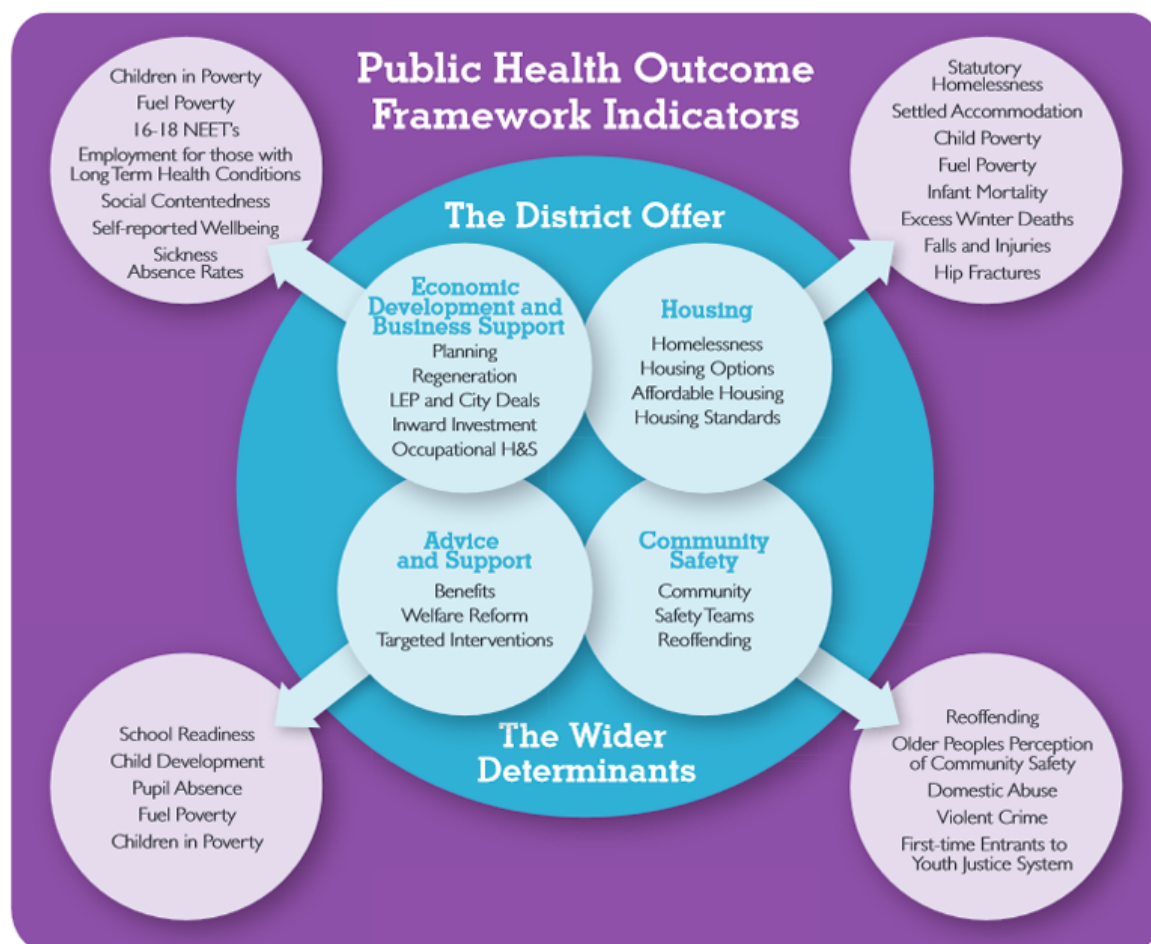 Public Health Outcome
Framework Indicators
Children in Poverty
Fuel Poverty
16-18 NEET's
Employment for those with
Long Term Health Conditions
Social Contentedness
Self-reported Wellbeing
Sickness
Absence Rates
Statutory
Homelessness
Settled Accommodation
Child Poverty
Fuel Poverty
Infant Mortality
Excess Winter Deaths
Falls and Injuries
Hip Fractures
The District Offer
Economic
Development and
Business Support
Planning
Regeneration
LEP and City Deals
Inward Investment
Occupational H&S
Housing
Homelessness
Housing Options
Affordable Housing
Housing Standards
Advice
and Support
Benefits
Welfare Reform
Targeted Interventions
Community
Safety
Community
Safety Teams
Reoffending
The Wider
Determinants
School Readiness
Child Development
Pupil Absence
Fuel Poverty
Children in Poverty
Reoffending
Older Peoples Perception
of Community Safety
Domestic Abuse
Violent Crime
First-time Entrants to
Youth Justice System